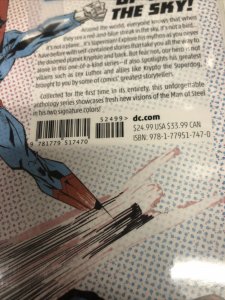 THE SKY!
Around the world, everyone knows that when
they see a red and blue streak in the sky, it's not a bird...
it's not a plane... it's Superman! Explore his mythos as you never
before with self-contained stories that take you all the way to
the doomed planet Krypton and back. But fear not, our hero is not
alone in this one-of-a-kind series—it also spotlights his greatest
villains such as Lex Luthor and allies like Krypto the Superdog,
brought to you by some of comics' greatest storytellers.
Collected for the first time in its entirety, this unforgettable
anthology series showcases fresh new visions of the Man of Steel
in his two signature colors!
52499>
dc.com
$24.99 USA $33.99 CAN
ISBN: 978-1-77951-747-0
9 781779 517470